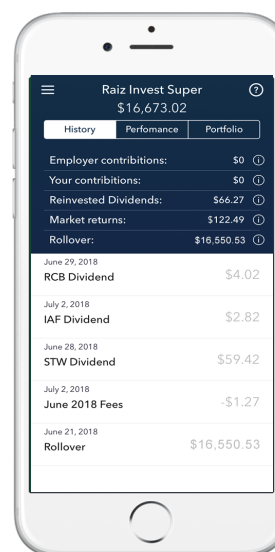 Raiz Invest Super
?
$16,673.02
History Perfomance Portfolio
Employer contributions: $0 i
Your contribitions: $0 i
Reinvested Dividends: $66.27 i
Market returns: $122.49 i
Rollover: $16,550.53 i
June 29, 2018
RCB Dividend $4.02
July 2, 2018
IAF Dividend $2.82
June 28, 2018
STW Dividend $59.42
July 2, 2018
June 2018 Fees -$1.27
June 21, 2018
Rollover $16,550.53